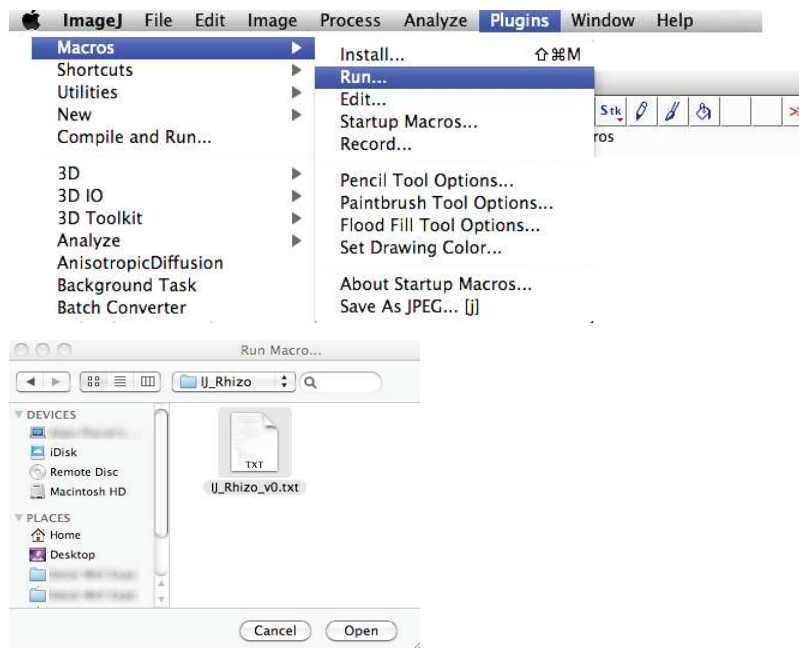 ImageJ File Edit Image Process Analyze Plugins Window Help
Macros
Shortcuts
Utilities
New
Compile and Run...
3D
3D IO
3D Toolkit
Analyze
AnisotropicDiffusion
Background Task
Batch Converter
Install... ⇧⌘M
Run...
Edit...
Startup Macros...
Record...
Pencil Tool Options...
Paintbrush Tool Options...
Flood Fill Tool Options...
Set Drawing Color...
About Startup Macros...
Save As JPEG... [j]
Stk
ros
Run Macro...
IJ_Rhizo
DEVICES
iDisk
Remote Disc
Macintosh HD
PLACES
Home
Desktop
TXT
IJ_Rhizo_v0.txt
Cancel Open